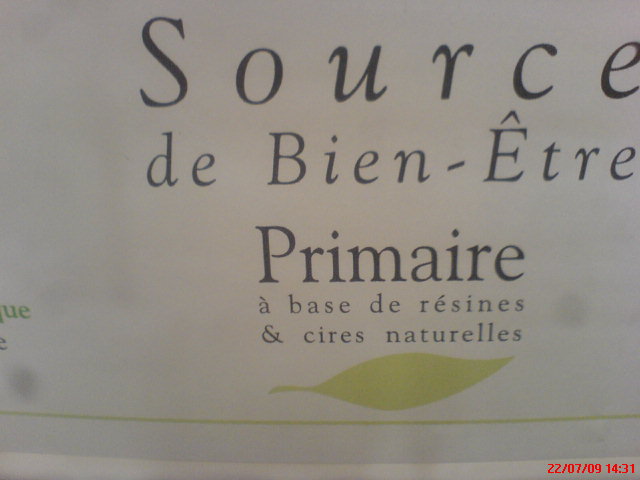 Source
de Bien-Être
Primaire
à base de résines
& cires naturelles
22/07/09 14:31